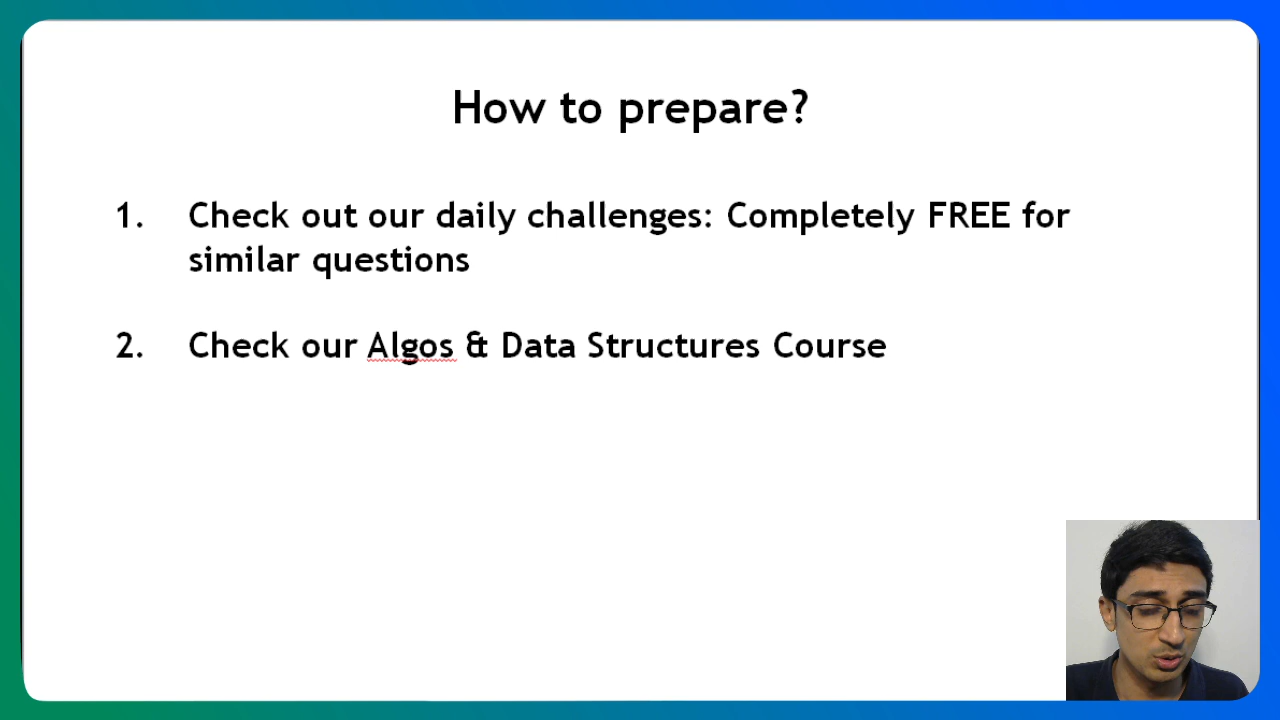 How to prepare?
1. Check out our daily challenges: Completely FREE for
similar questions
2. Check our Algos & Data Structures Course